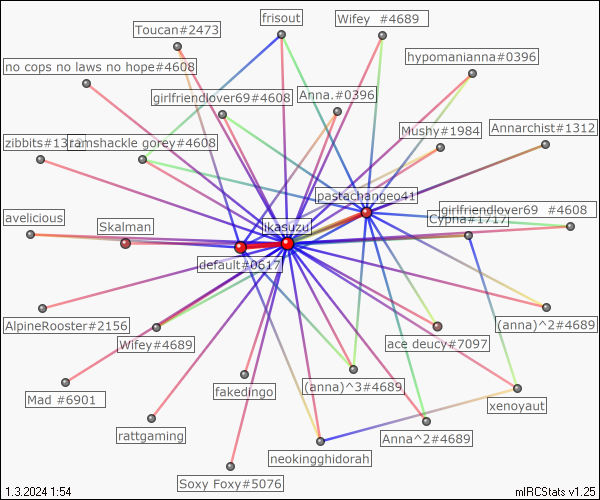 frisout
Wifey #4689
Toucan#2473
hypomanianna#0396
no cops no laws no hope#4608
girlfriendlover69#4608
Anna.#0396
Mushy#1984
Annarchist#1312
zibbits#13
ramshackle gorey#4608
pastachangeo41
girlfriendlover69 #4608
avelicious
Skalman
ikasuzu
Cypna#1717
default#0617
AlpineRooster#2156
(anna)^2#4689
Wifey#4689
ace deucy#7097
Mad #6901
fakedingo
(anna)^3#4689
xenoyaut
rattgaming
Anna^2#4689
neokingghidorah
Soxy Foxy#5076
1.3.2024 1:54
mIRCStats v1.25